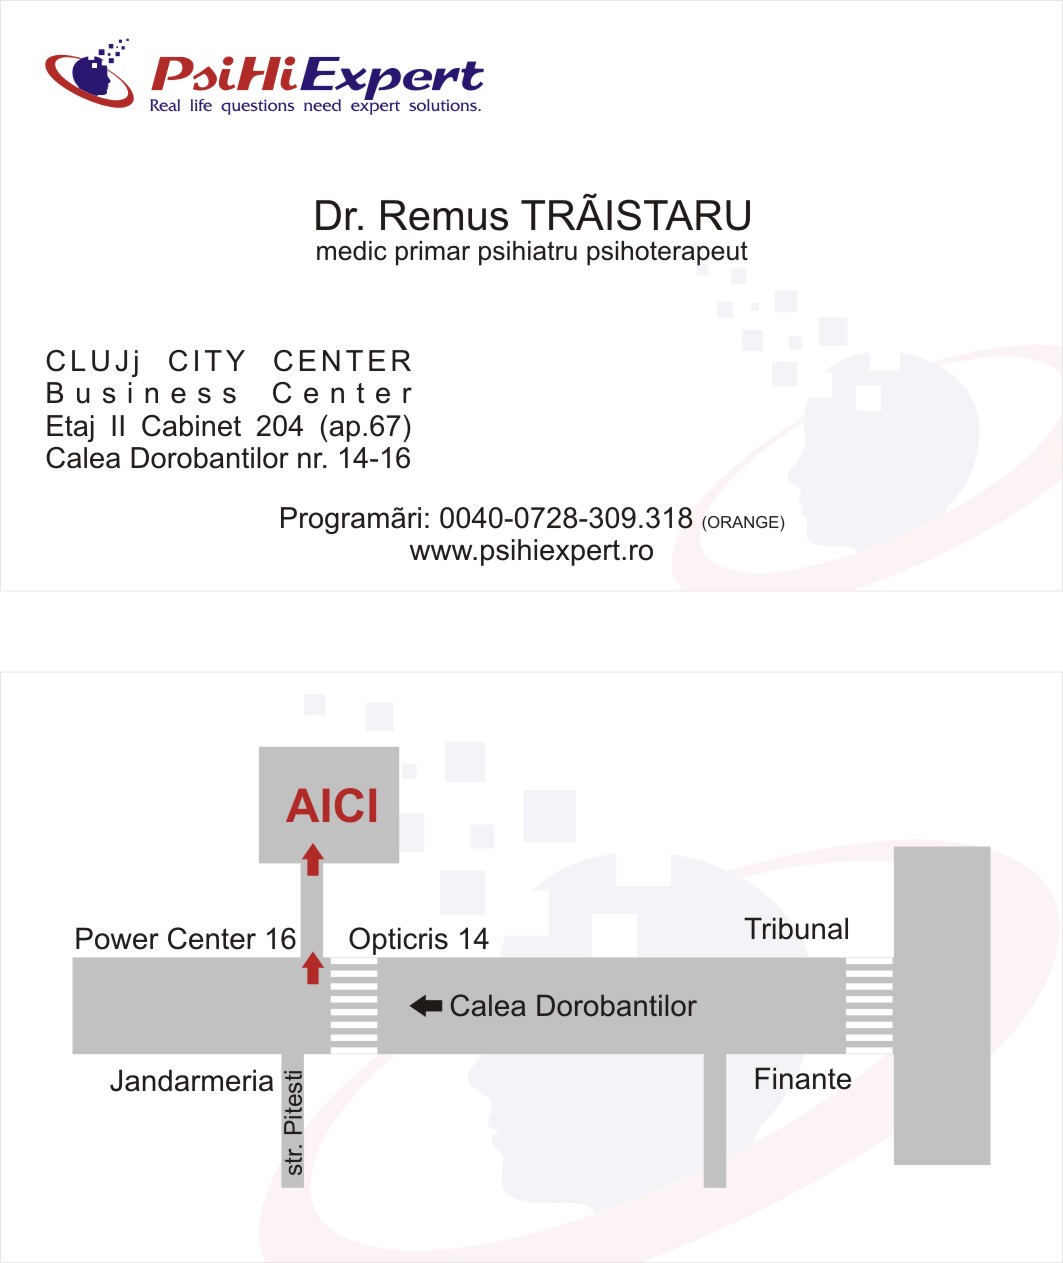 PsiHiExpert
Real life questions need expert solutions.
Dr. Remus TRÃISTARU
medic primar psihiatru psihoterapeut
CLUJj CITY CENTER
Business Center
Etaj II Cabinet 204 (ap.67)
Calea Dorobantilor nr. 14-16
Programãri: 0040-0728-309.318 (ORANGE)
www.psihiexpert.ro
AICI
Power Center 16
Opticris 14
Tribunal
Calea Dorobantilor
Jandarmeria
str. Pitesti
Finante